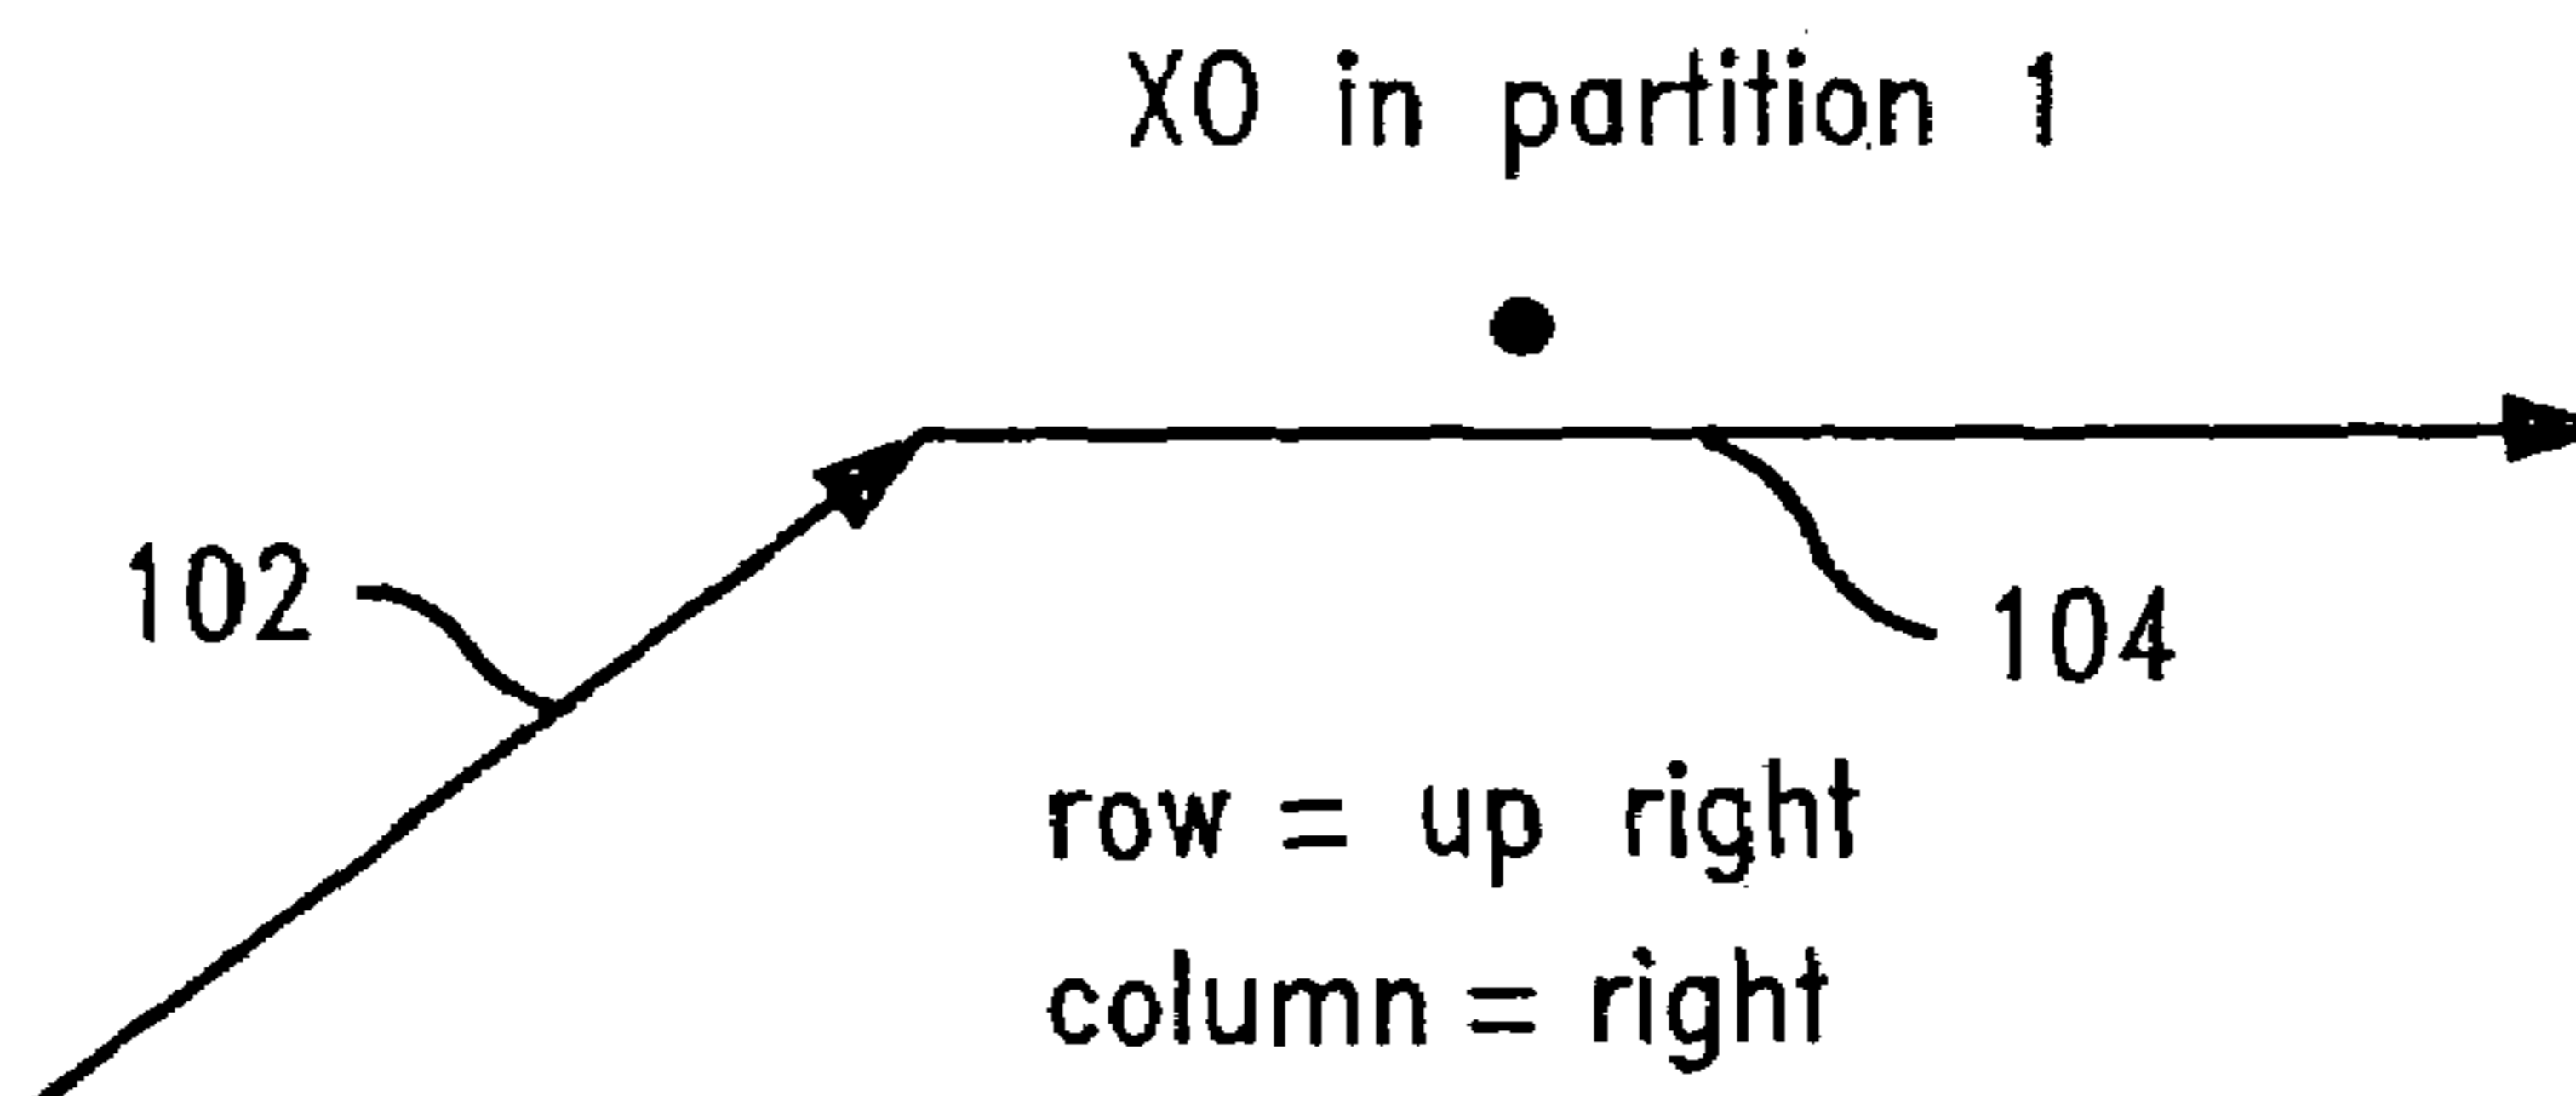 X0 in partition 1
102
104
row = up right
column = right